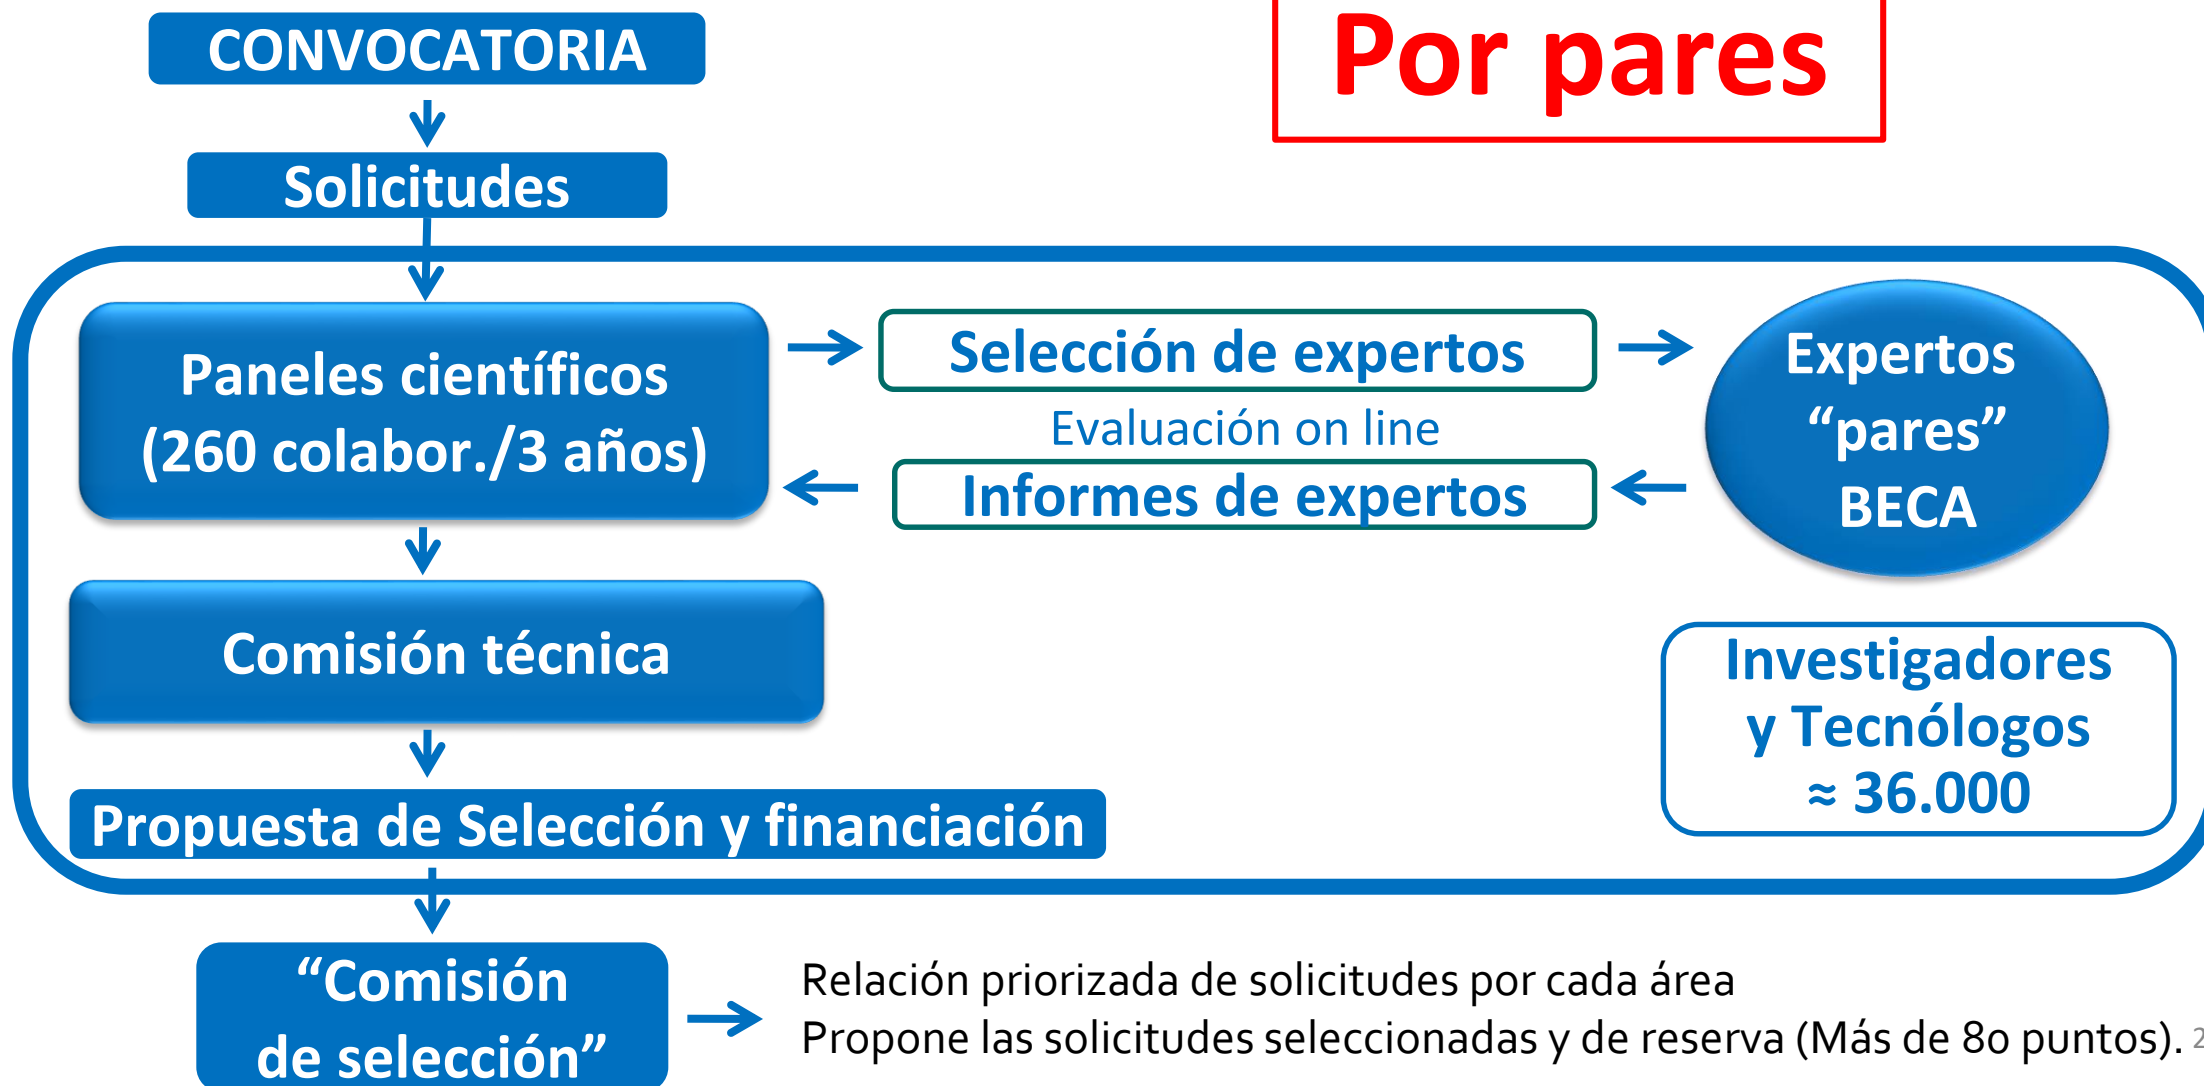 CONVOCATORIA
Por pares
Solicitudes
Paneles científicos
(260 colabor./3 años)
Selección de expertos
Evaluación on line
Informes de expertos
Expertos
“pares”
BECA
Comisión técnica
Investigadores
y Tecnólogos
≈ 36.000
Propuesta de Selección y financiación
“Comisión
de selección”
Relación priorizada de solicitudes por cada área
Propone las solicitudes seleccionadas y de reserva (Más de 80 puntos).